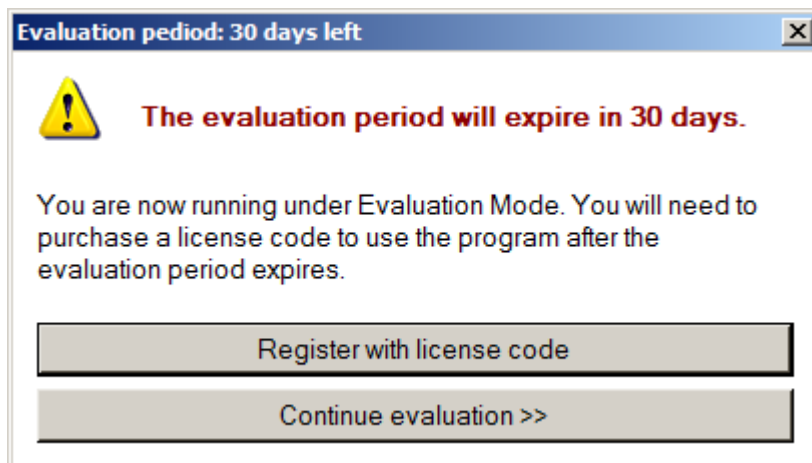 Evaluation pediod: 30 days left
The evaluation period will expire in 30 days.
You are now running under Evaluation Mode. You will need to
purchase a license code to use the program after the
evaluation period expires.
Register with license code
Continue evaluation >>